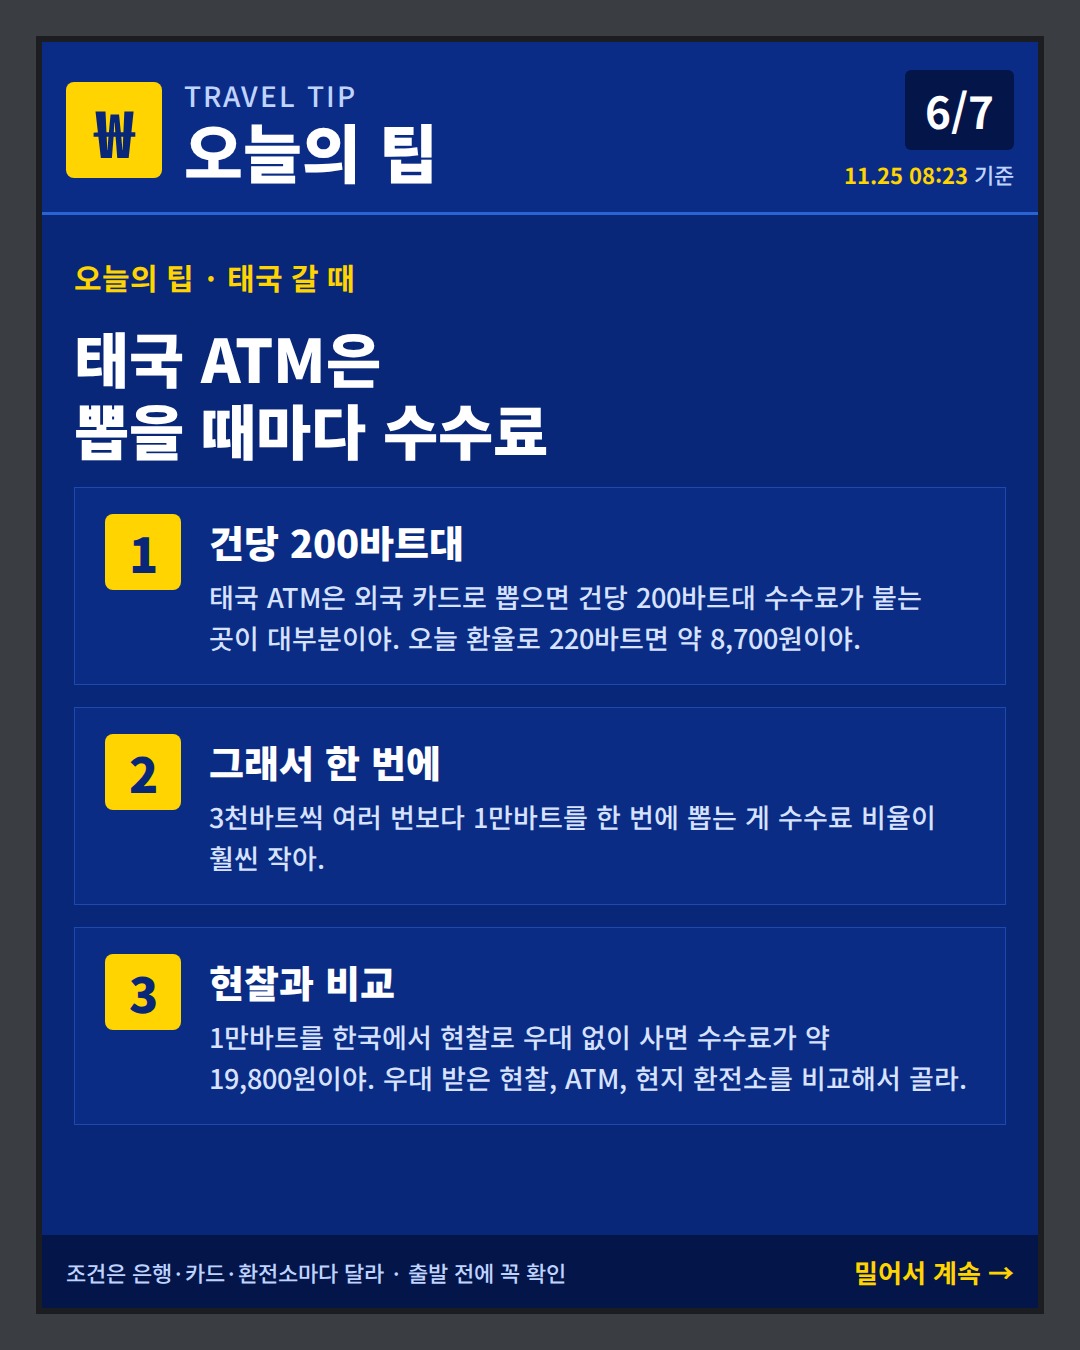 ₩
TRAVEL TIP
오늘의 팁
6/7
11.25 08:23 기준
오늘의 팁 · 태국 갈 때
태국 ATM은
뽑을 때마다 수수료
1
건당 200바트대
태국 ATM은 외국 카드로 뽑으면 건당 200바트대 수수료가 붙는
곳이 대부분이야. 오늘 환율로 220바트면 약 8,700원이야.
2
그래서 한 번에
3천바트씩 여러 번보다 1만바트를 한 번에 뽑는 게 수수료 비율이
훨씬 작아.
3
현찰과 비교
1만바트를 한국에서 현찰로 우대 없이 사면 수수료가 약
19,800원이야. 우대 받은 현찰, ATM, 현지 환전소를 비교해서 골라.
조건은 은행·카드·환전소마다 달라 · 출발 전에 꼭 확인
밀어서 계속 →